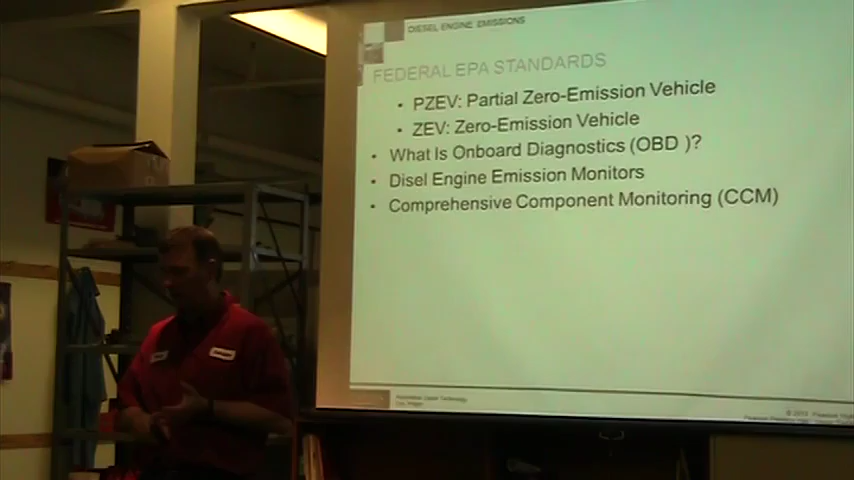 DIESEL ENGINE EMISSIONS
FEDERAL EPA STANDARDS
• PZEV: Partial Zero-Emission Vehicle
• ZEV: Zero-Emission Vehicle
• What Is Onboard Diagnostics (OBD )?
• Disel Engine Emission Monitors
• Comprehensive Component Monitoring (CCM)